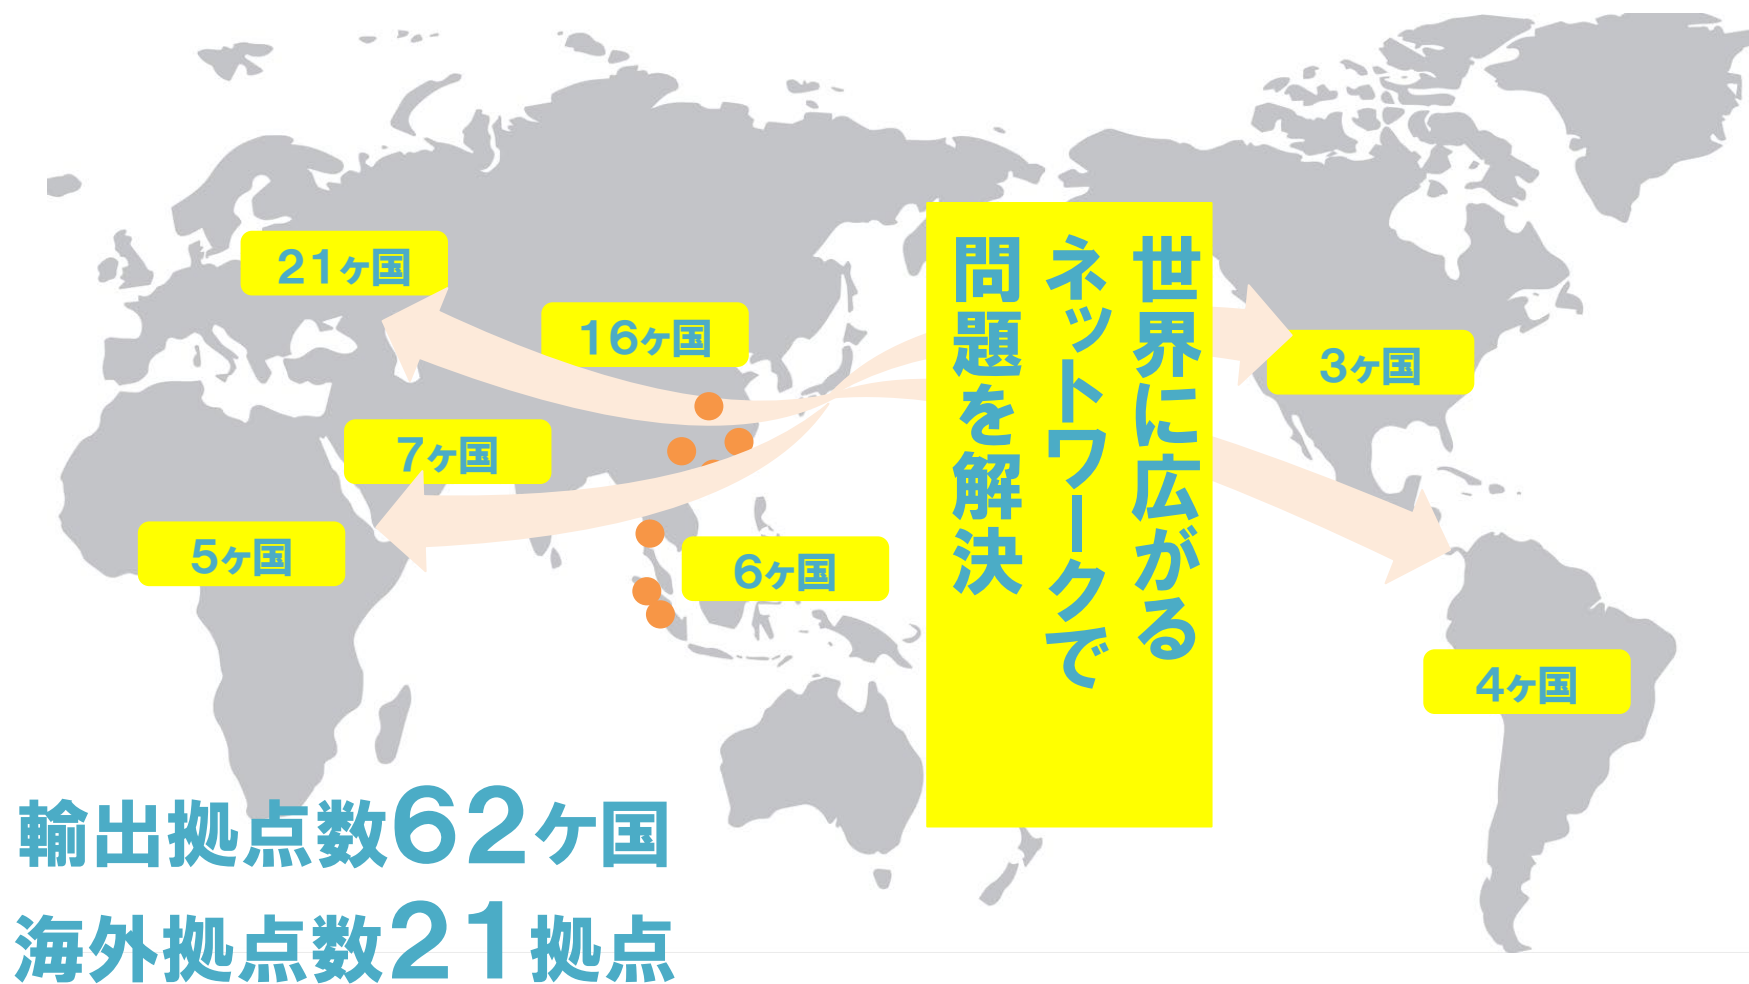 21ヶ国
16ヶ国
7ヶ国
5ヶ国
6ヶ国
世界に広がる
ネットワークで
問題を解決
3ヶ国
4ヶ国
輸出拠点数62ケ国
海外拠点数21拠点